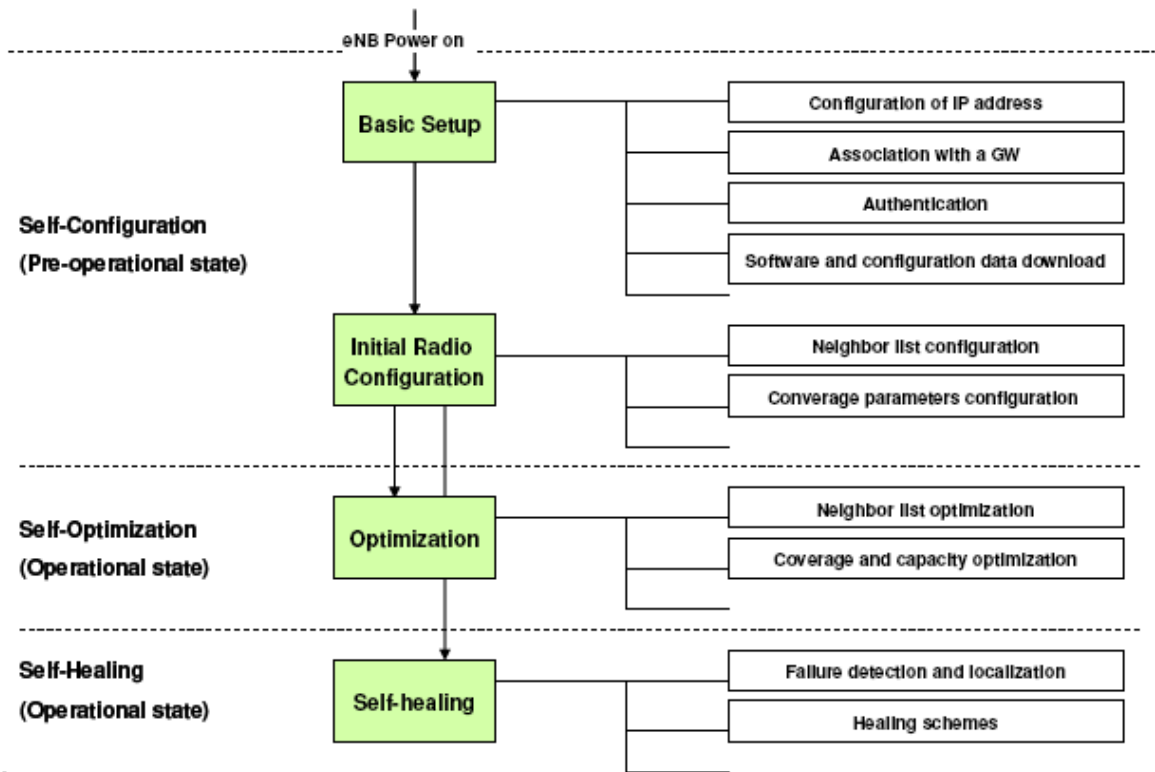 eNB Power on
Basic Setup
Configuration of IP address
Association with a GW
Authentication
Software and configuration data download
Self-Configuration
(Pre-operational state)
Initial Radio
Configuration
Neighbor list configuration
Converage parameters configuration
Self-Optimization
(Operational state)
Optimization
Neighbor list optimization
Coverage and capacity optimization
Self-Healing
(Operational state)
Self-healing
Failure detection and localization
Healing schemes